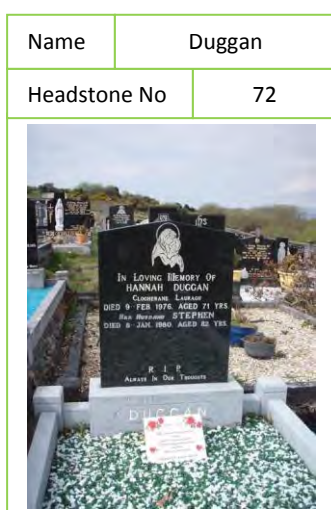 Name Duggan
Headstone No 72
IN LOVING MEMORY OF
HANNAH DUGGAN
CLOGHERANE LAURAGH
DIED 9 FEB. 1976. AGED 71 YRS.
HER HUSBAND STEPHEN
DIED 8 JAN. 1980. AGED 82 YRS.
R. I. P.
ALWAYS IN OUR THOUGHTS
DUGGAN